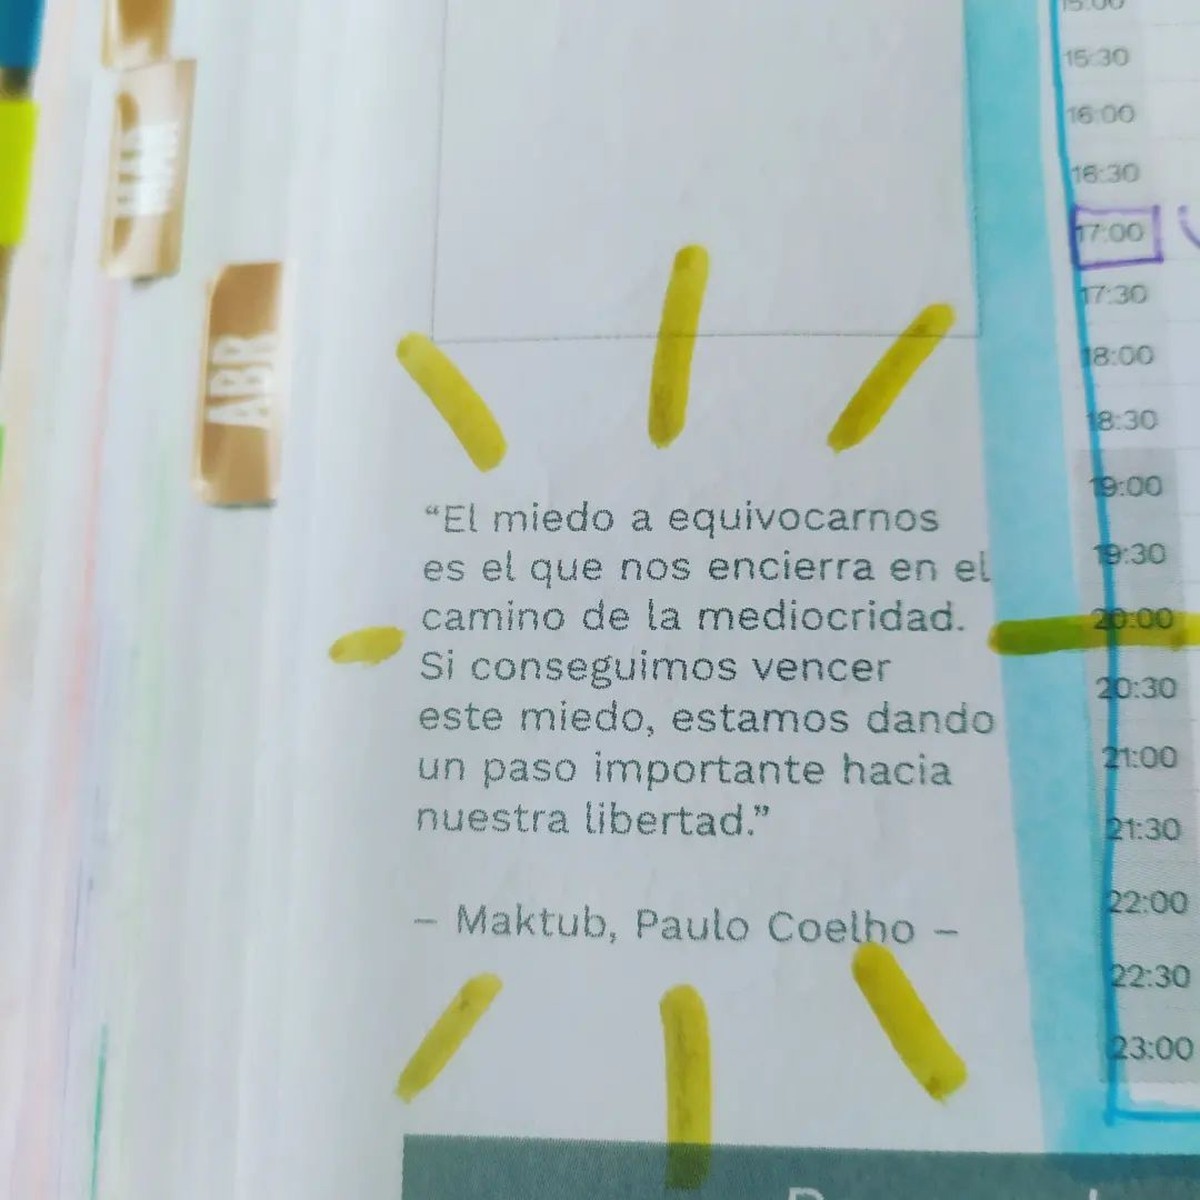 ABR
“El miedo a equivocarnos
es el que nos encierra en el
camino de la mediocridad.
Si conseguimos vencer
este miedo, estamos dando
un paso importante hacia
nuestra libertad.”
– Maktub, Paulo Coelho –
15:00
15:30
16:00
16:30
17:00
17:30
18:00
18:30
19:00
19:30
20:00
20:30
21:00
21:30
22:00
22:30
23:00